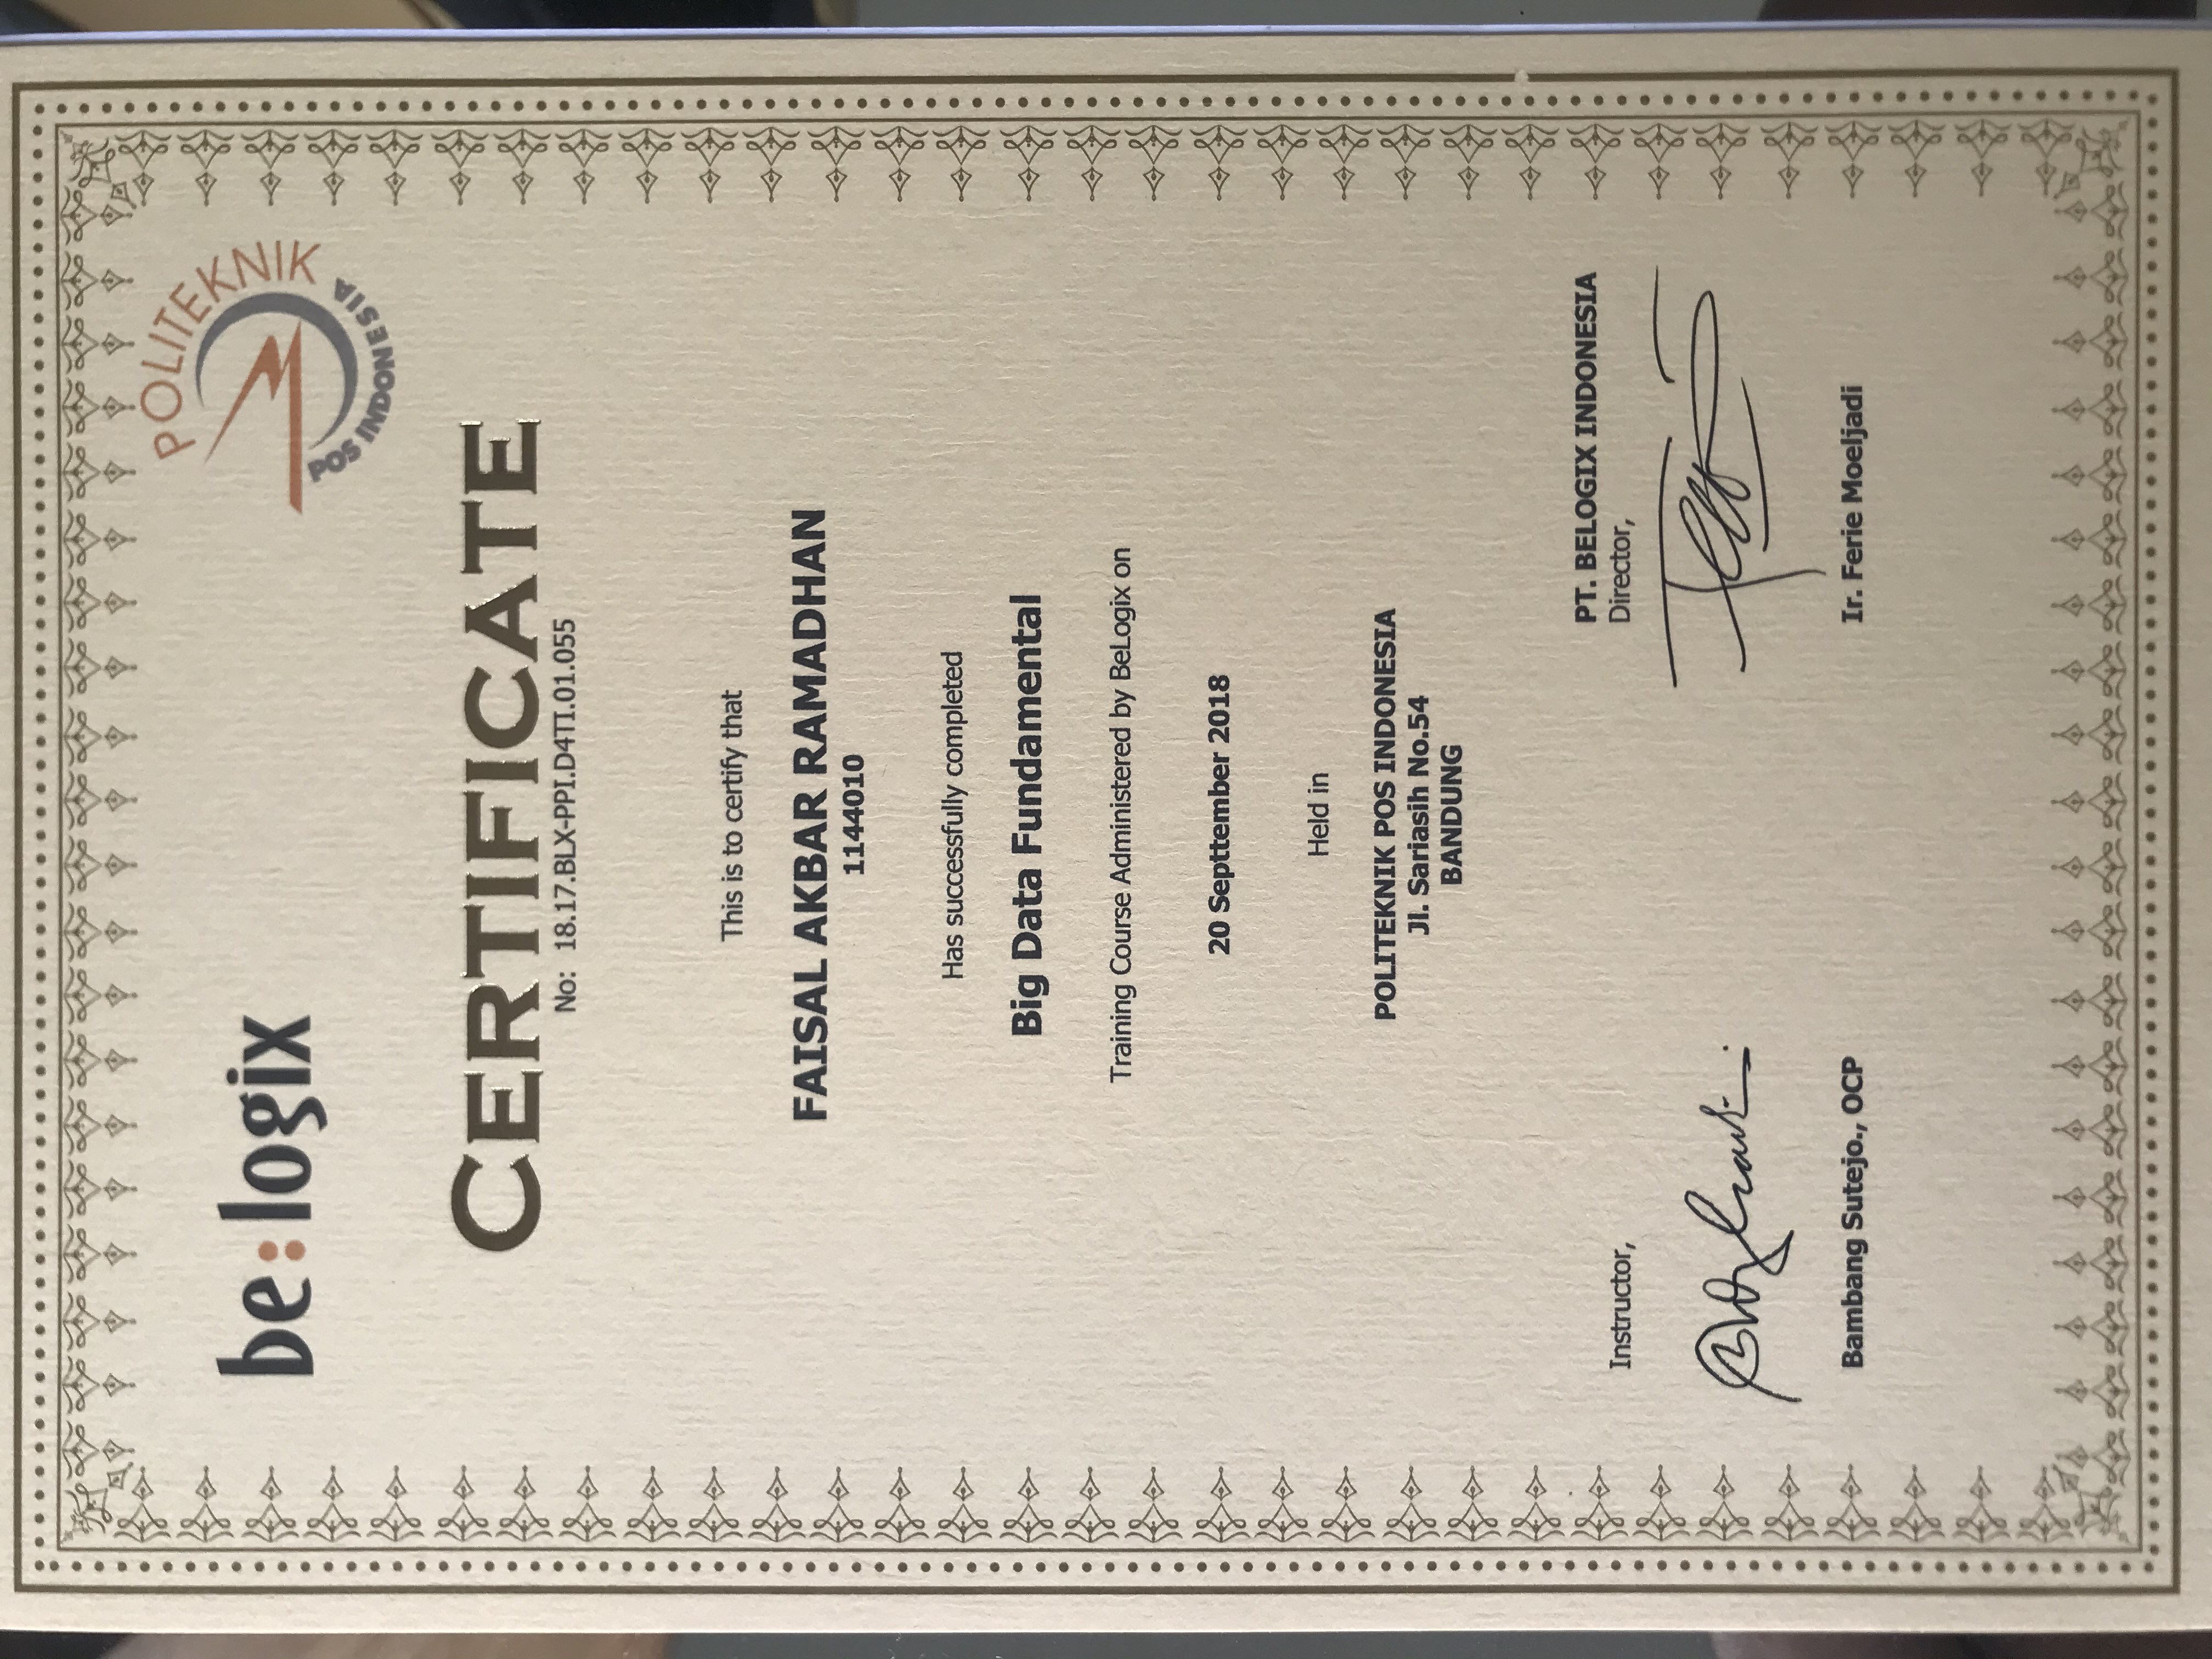 be:logix
POLITEKNIK
POS INDONESIA
CERTIFICATE
No: 18.17.BLX-PPI.D4TI.01.055
This is to certify that
FAISAL AKBAR RAMADHAN
1144010
Has successfully completed
Big Data Fundamental
Training Course Administered by BeLogix on
20 Septtember 2018
Held in
POLITEKNIK POS INDONESIA
Jl. Sariasih No.54
BANDUNG
PT. BELOGIX INDONESIA
Instructor,
Director,
Bambang Sutejo., OCP
Ir. Ferie Moeljadi